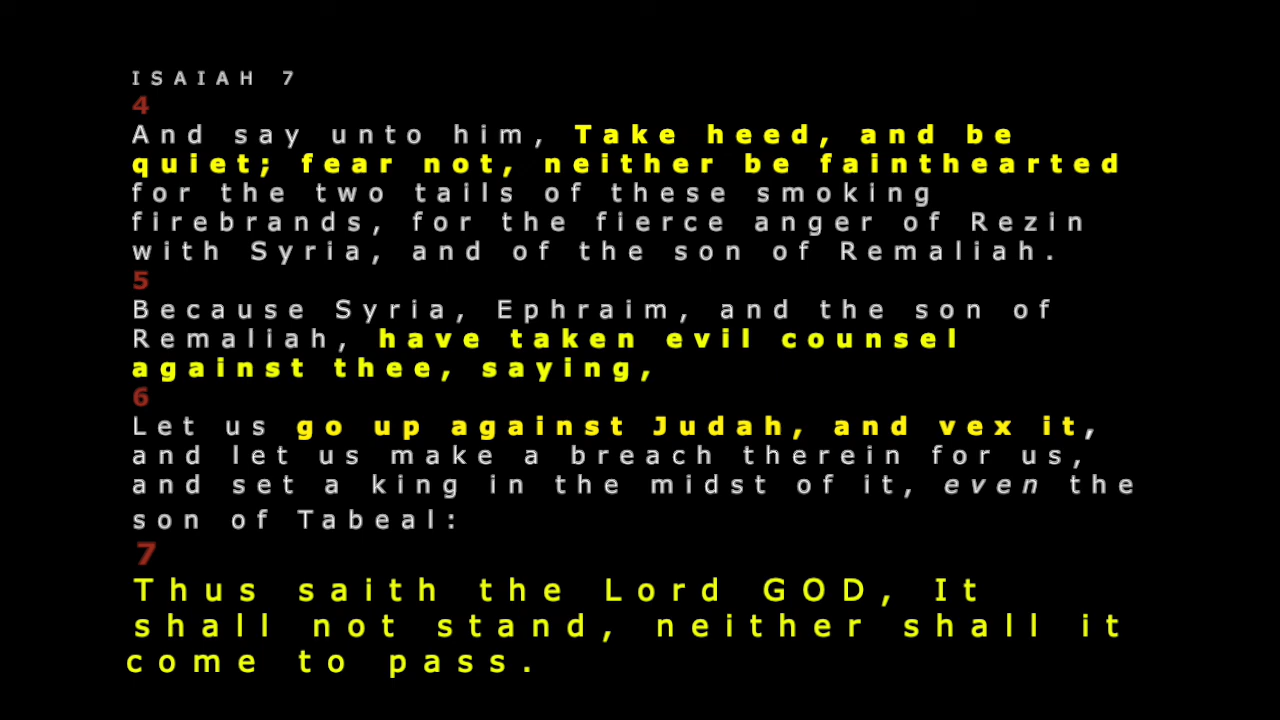 ISAIAH 7
4
And say unto him, Take heed, and be
quiet; fear not, neither be fainthearted
for the two tails of these smoking
firebrands, for the fierce anger of Rezin
with Syria, and of the son of Remaliah.
5
Because Syria, Ephraim, and the son of
Remaliah, have taken evil counsel
against thee, saying,
6
Let us go up against Judah, and vex it,
and let us make a breach therein for us,
and set a king in the midst of it, even the
son of Tabeal:
7
Thus saith the Lord GOD, It
shall not stand, neither shall it
come to pass.